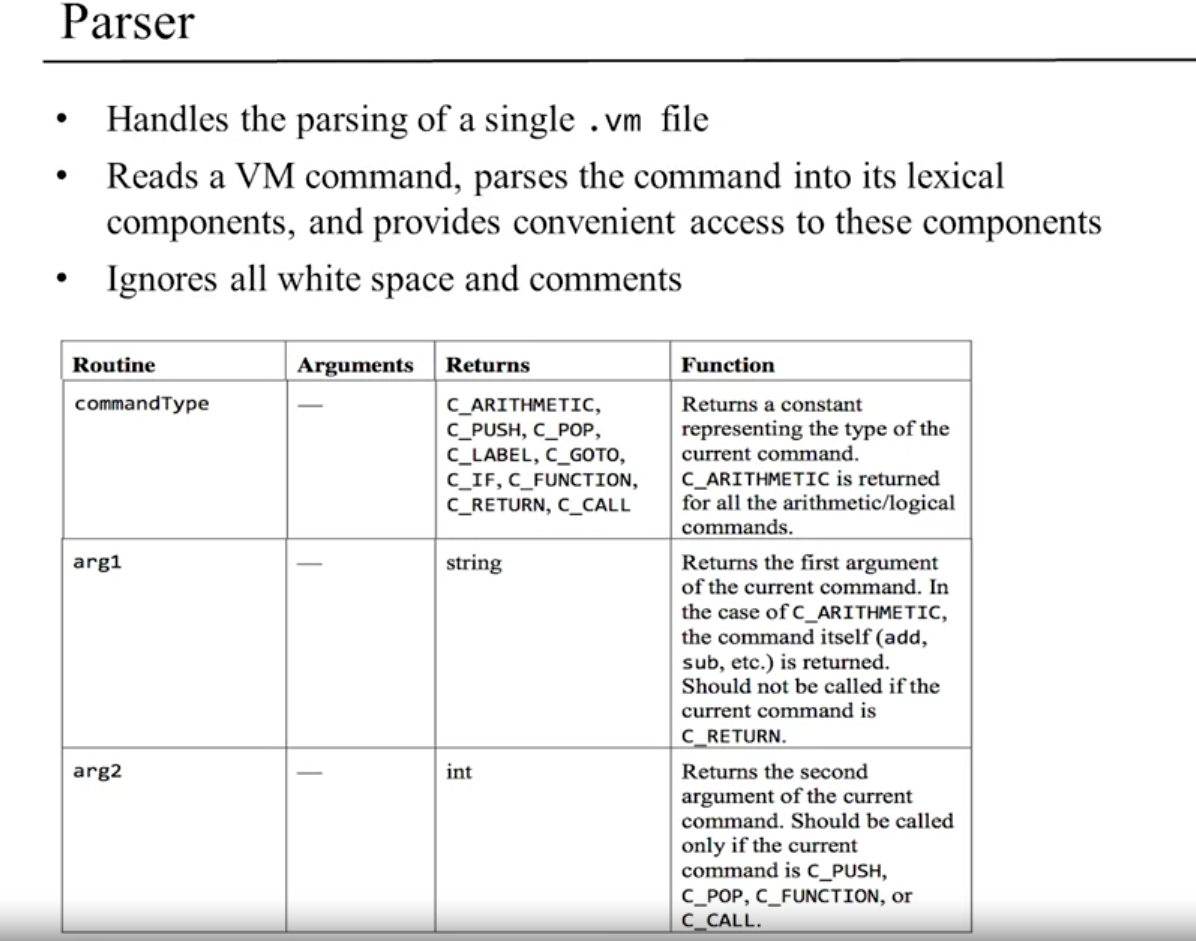 Parser
• Handles the parsing of a single .vm file
• Reads a VM command, parses the command into its lexical
components, and provides convenient access to these components
• Ignores all white space and comments
Routine Arguments Returns Function
commandType — C_ARITHMETIC,
C_PUSH, C_POP,
C_LABEL, C_GOTO,
C_IF, C_FUNCTION,
C_RETURN, C_CALL
Returns a constant
representing the type of the
current command.
C_ARITHMETIC is returned
for all the arithmetic/logical
commands.
arg1 — string
Returns the first argument
of the current command. In
the case of C_ARITHMETIC,
the command itself (add,
sub, etc.) is returned.
Should not be called if the
current command is
C_RETURN.
arg2 — int
Returns the second
argument of the current
command. Should be called
only if the current
command is C_PUSH,
C_POP, C_FUNCTION, or
C_CALL.